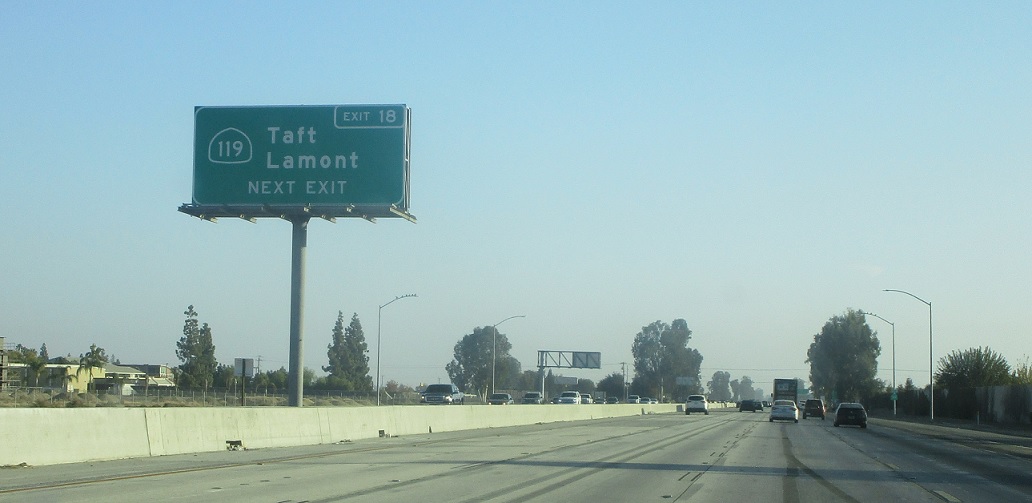 EXIT 18
119
Taft
Lamont
NEXT EXIT